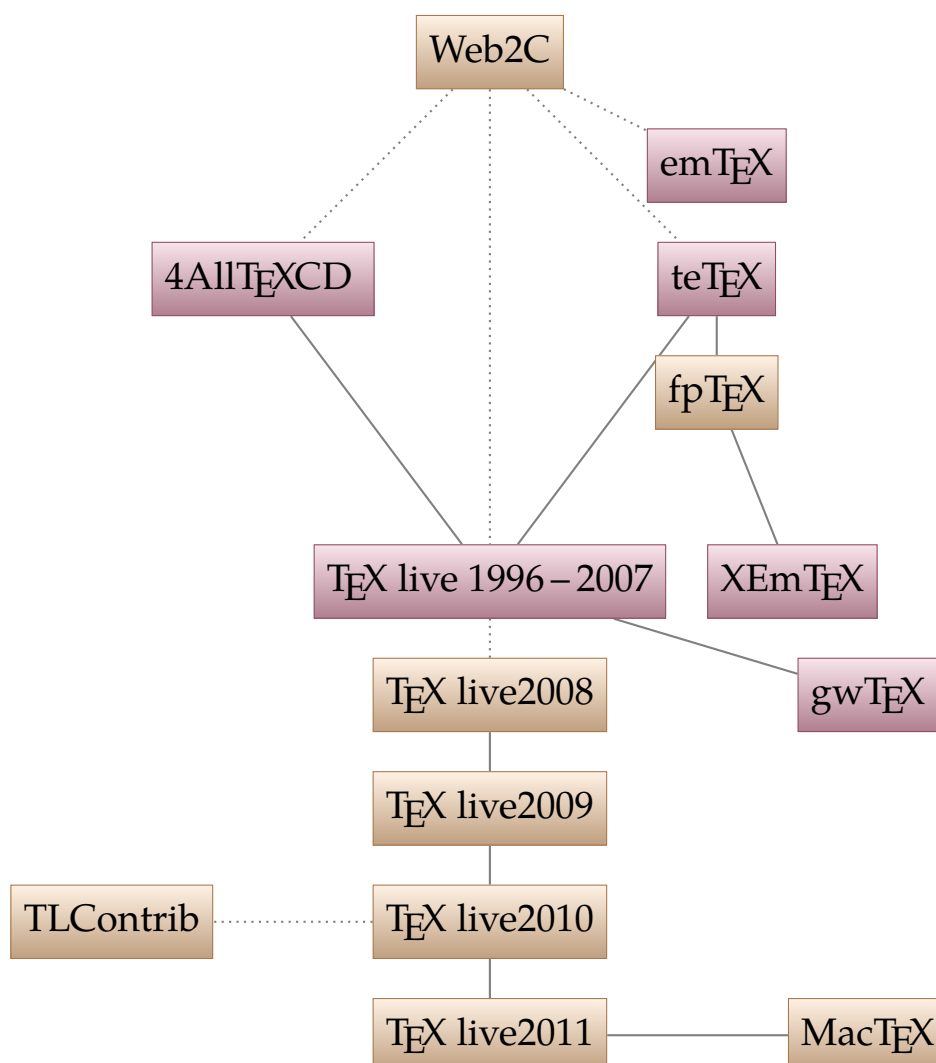 Web2C
emTEX
4AllTEXCD
teTEX
fpTEX
TEX live 1996 – 2007
XEmTEX
TEX live2008
gwTEX
TEX live2009
TLContrib
TEX live2010
TEX live2011
MacTEX